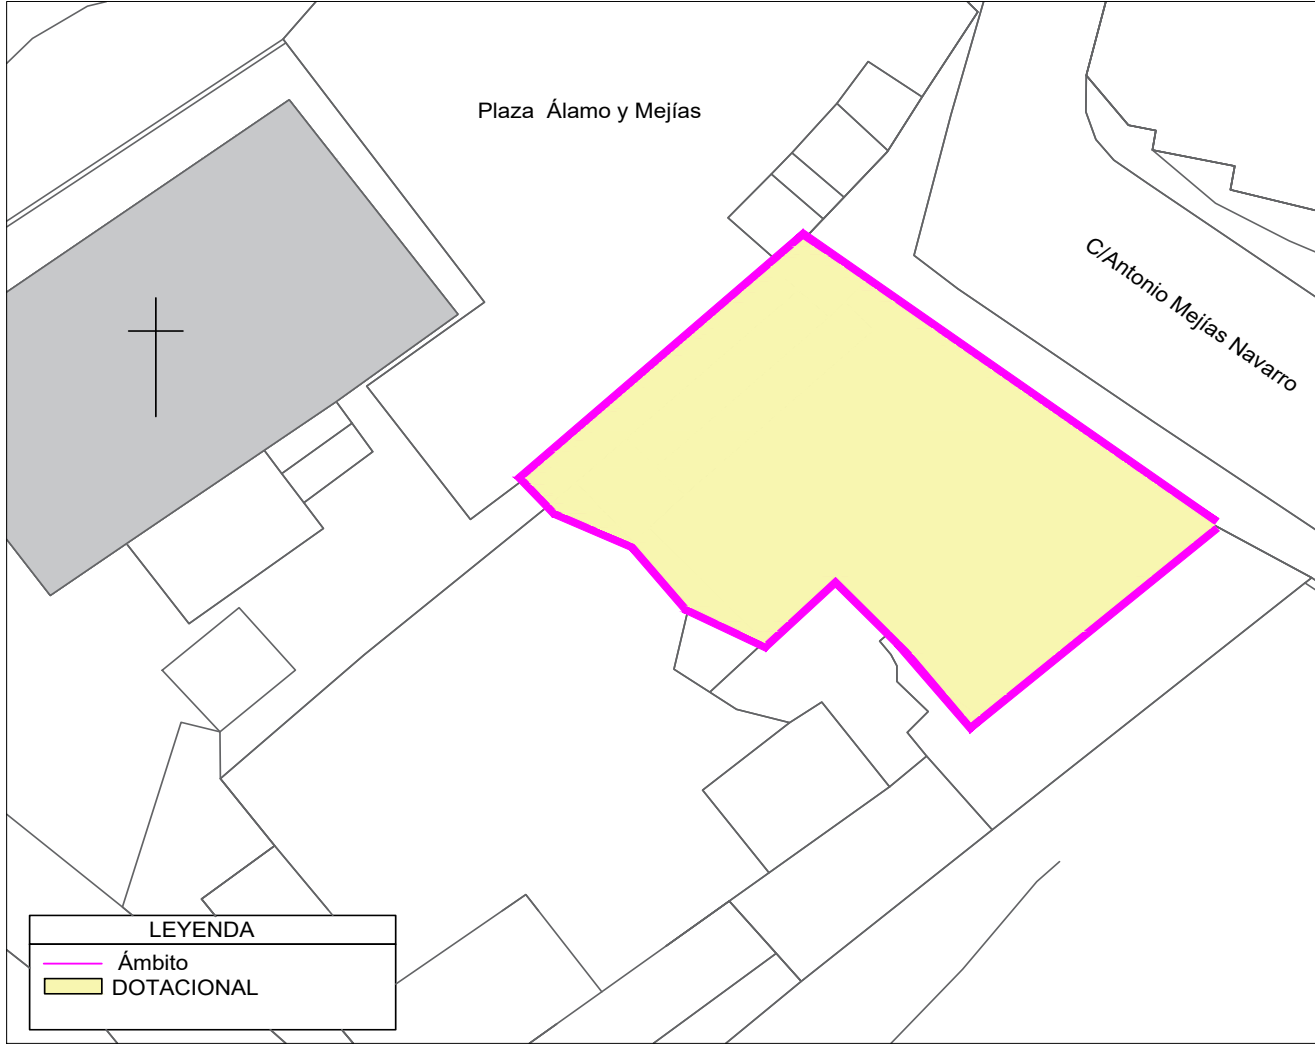 Plaza Álamo y Mejías
C/Antonio Mejías Navarro
LEYENDA
Ámbito
DOTACIONAL